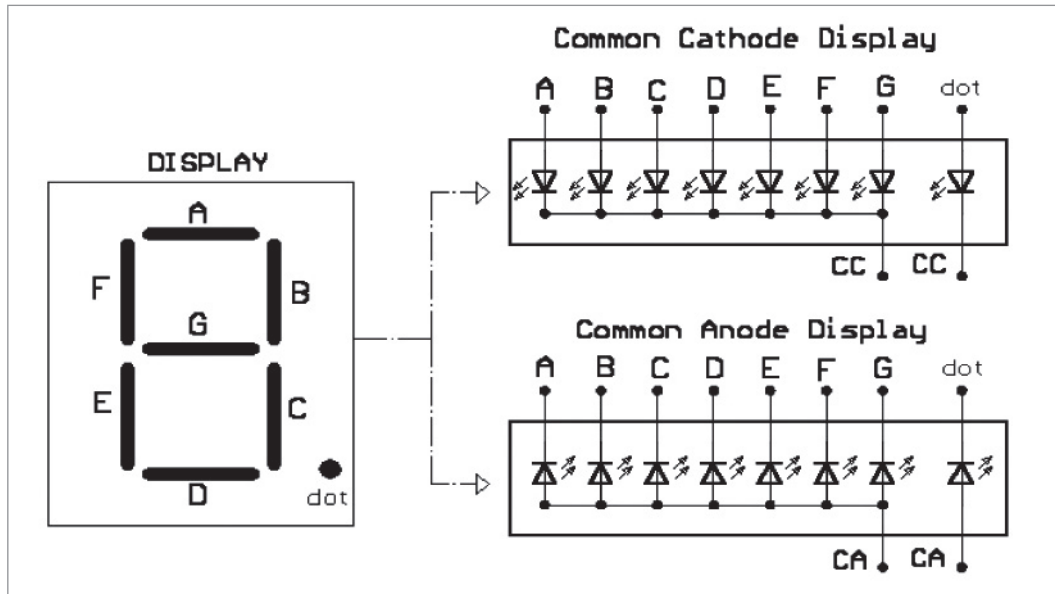 DISPLAY
A
F
B
G
E
C
D
dot
Common Cathode Display
A B C D E F G dot
CC CC
Common Anode Display
A B C D E F G dot
CA CA